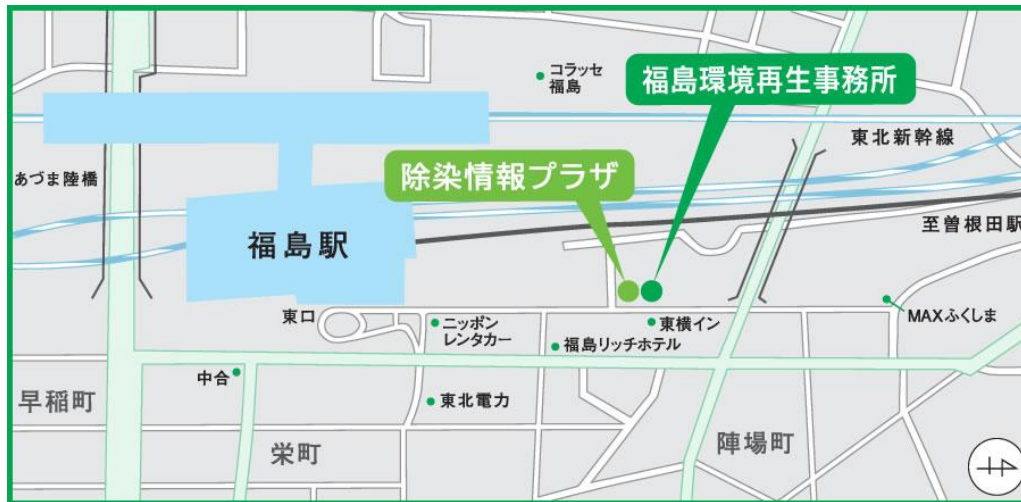 コラッセ
福島
福島環境再生事務所
東北新幹線
あづま陸橋
除染情報プラザ
至曽根田駅
福島駅
東口
ニッポン
レンタカー
東横イン
MAXふくしま
福島リッチホテル
中合
早稲町
東北電力
栄町
陣場町